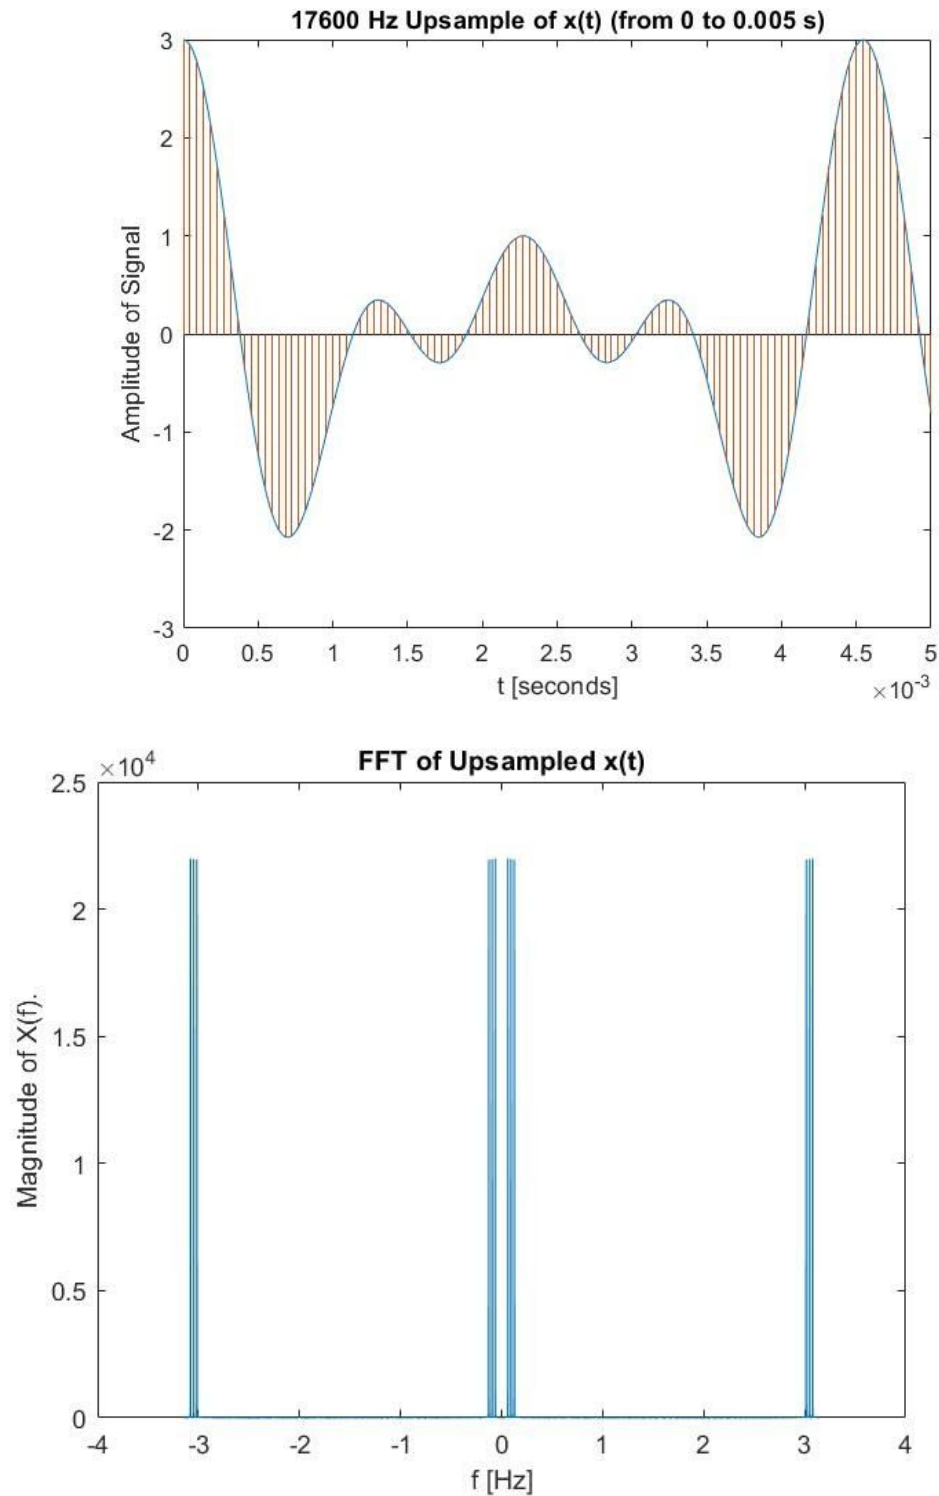 17600 Hz Upsample of x(t) (from 0 to 0.005 s)
3
2
1
0
-1
-2
-3
Amplitude of Signal
0 0.5 1 1.5 2 2.5 3 3.5 4 4.5 5
t [seconds]
×10-3
FFT of Upsampled x(t)
×104
2.5
2
1.5
1
0.5
0
Magnitude of X(f).
-4 -3 -2 -1 0 1 2 3 4
f [Hz]